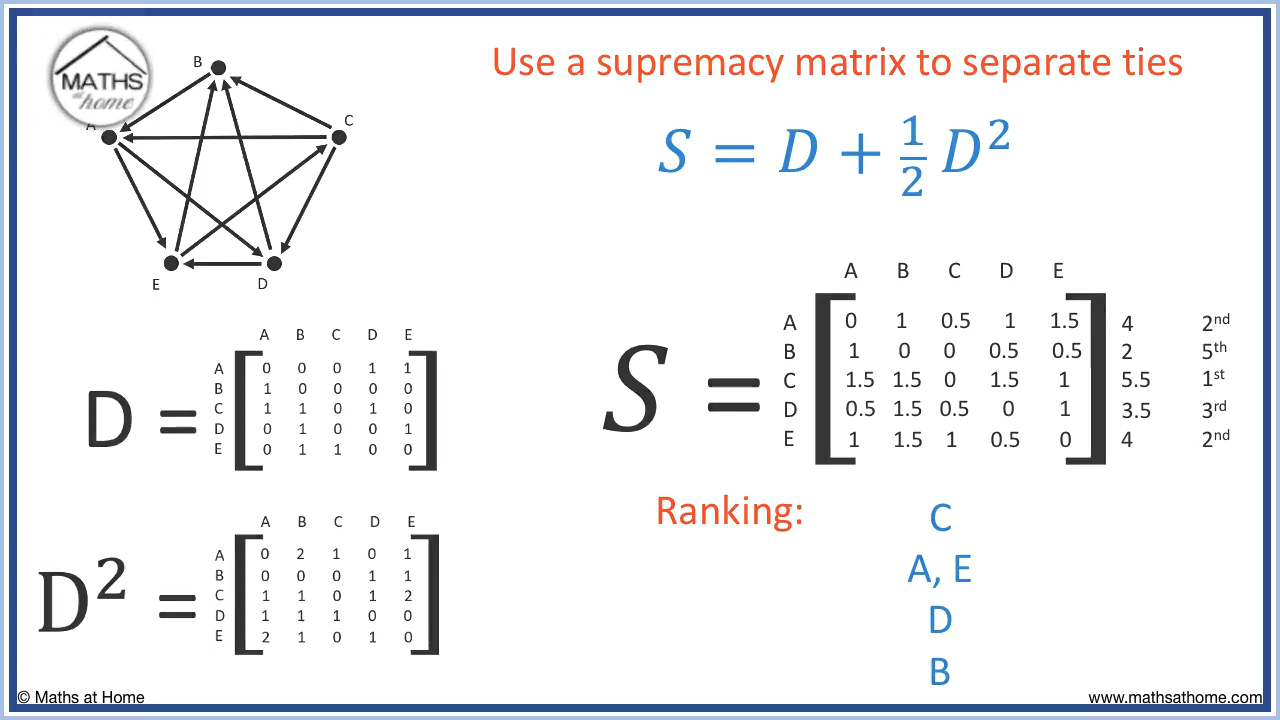 MATHS
at
home
Use a supremacy matrix to separate ties
B
C
A
E
D
S = D + 1/2 D²
A B C D E
D =
A 0 0 0 1 1
B 1 0 0 0 0
C 1 1 0 1 0
D 0 1 0 0 1
E 0 1 1 0 0
A B C D E
S =
A 0 1 0.5 1 1.5 4 2nd
B 1 0 0 0.5 0.5 2 5th
C 1.5 1.5 0 1.5 1 5.5 1st
D 0.5 1.5 0.5 0 1 3.5 3rd
E 1 1.5 1 0.5 0 4 2nd
A B C D E
D² =
A 0 2 1 0 1
B 0 0 0 1 1
C 1 1 0 1 2
D 1 1 1 0 0
E 2 1 0 1 0
Ranking:
C
A, E
D
B
© Maths at Home
www.mathsathome.com